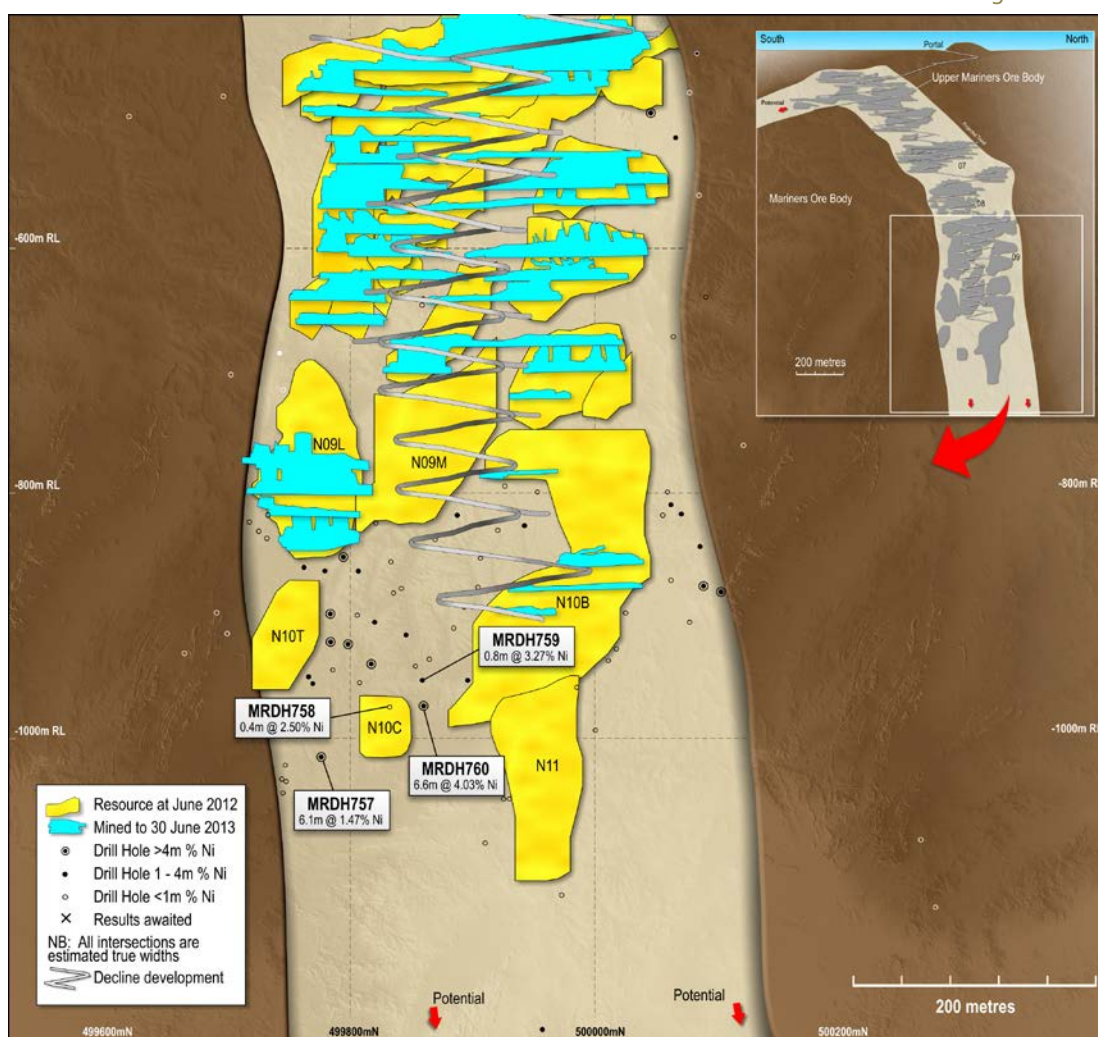 South
North
Portal
Upper Mariners Ore Body
Potential
07
Mariners Ore Body
08
09
200 metres
-600m RL
N09L
N09M
-800m RL
-800m RL
N10B
N10T
MRDH759
0.8m @ 3.27% Ni
MRDH758
0.4m @ 2.50% Ni
N10C
-1000m RL
-1000m RL
MRDH760
6.6m @ 4.03% Ni
N11
MRDH757
6.1m @ 1.47% Ni
Resource at June 2012
Mined to 30 June 2013
Drill Hole >4m % Ni
Drill Hole 1 - 4m % Ni
Drill Hole <1m % Ni
Results awaited
NB: All intersections are
estimated true widths
Decline development
Potential
Potential
200 metres
499600mN
499800mN
500000mN
500200mN